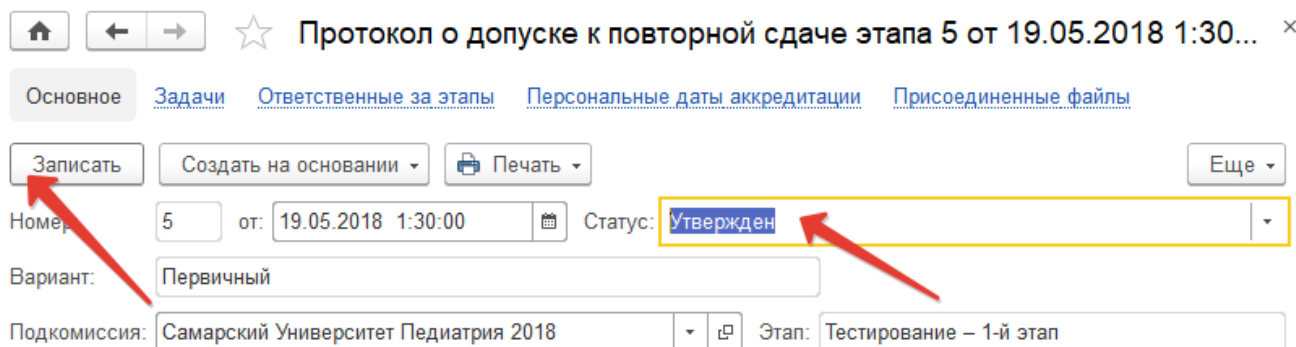 Протокол о допуске к повторной сдаче этапа 5 от 19.05.2018 1:30...
Основное Задачи Ответственные за этапы Персональные даты аккредитации Присоединенные файлы
Записать Создать на основании Печать Еще
Номер 5 от: 19.05.2018 1:30:00 Статус: Утвержден
Вариант: Первичный
Подкомиссия: Самарский Университет Педиатрия 2018 Этап: Тестирование – 1-й этап